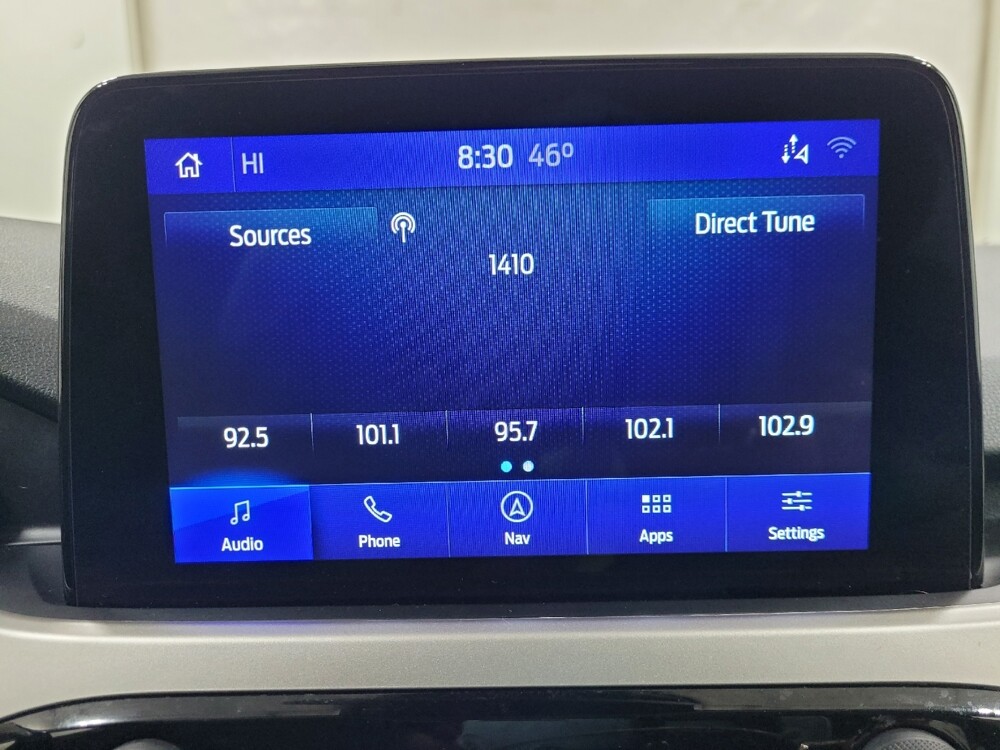 HI 8:30 46°
Sources Direct Tune
1410
92.5 101.1 95.7 102.1 102.9
Audio Phone Nav Apps Settings